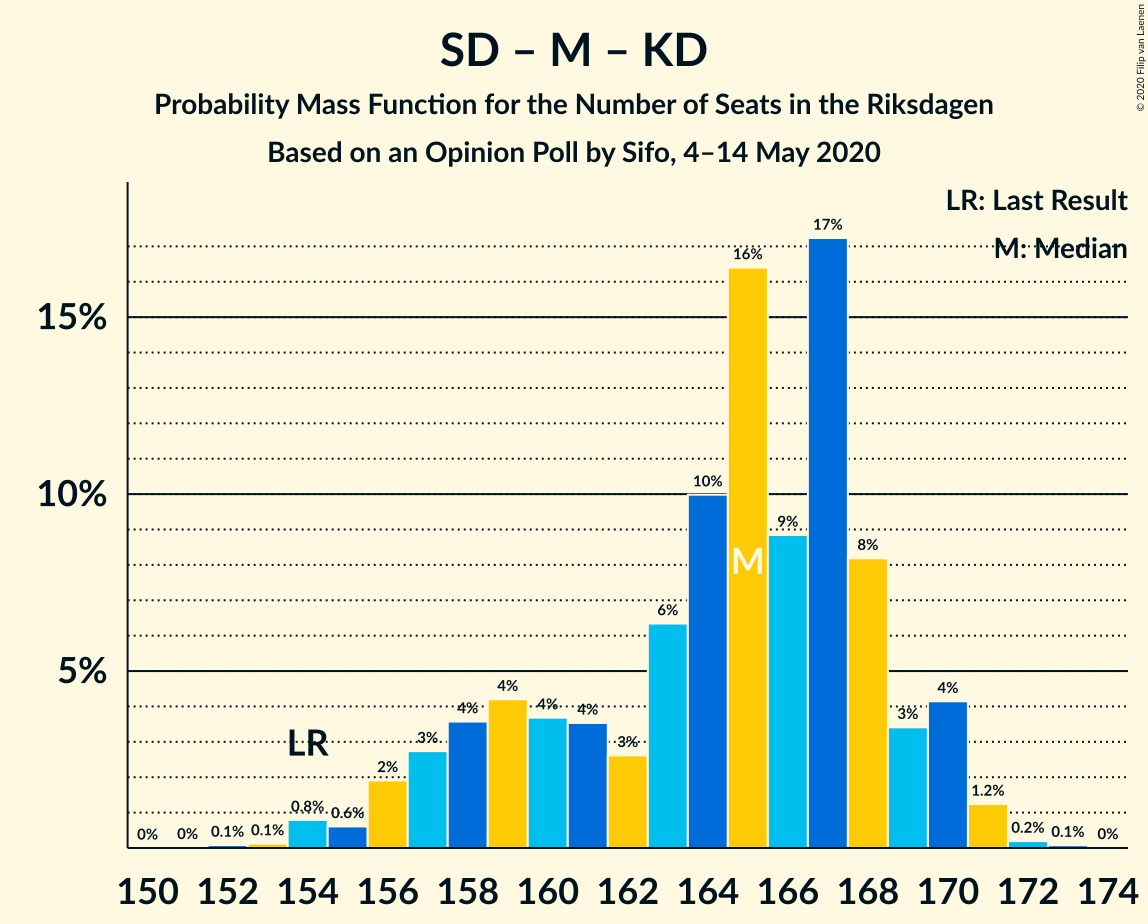 SD – M – KD
Probability Mass Function for the Number of Seats in the Riksdagen
Based on an Opinion Poll by Sifo, 4–14 May 2020
© 2020 Filip van Laenen
LR: Last Result
M: Median
15%
10%
5%
0% 0% 0.1% 0.1% 0.8% 0.6% 2% 3% 4% 4% 4% 4% 3% 6% 10% 16% 9% 17% 8% 3% 4% 1.2% 0.2% 0.1% 0%
LR
M
150 152 154 156 158 160 162 164 166 168 170 172 174